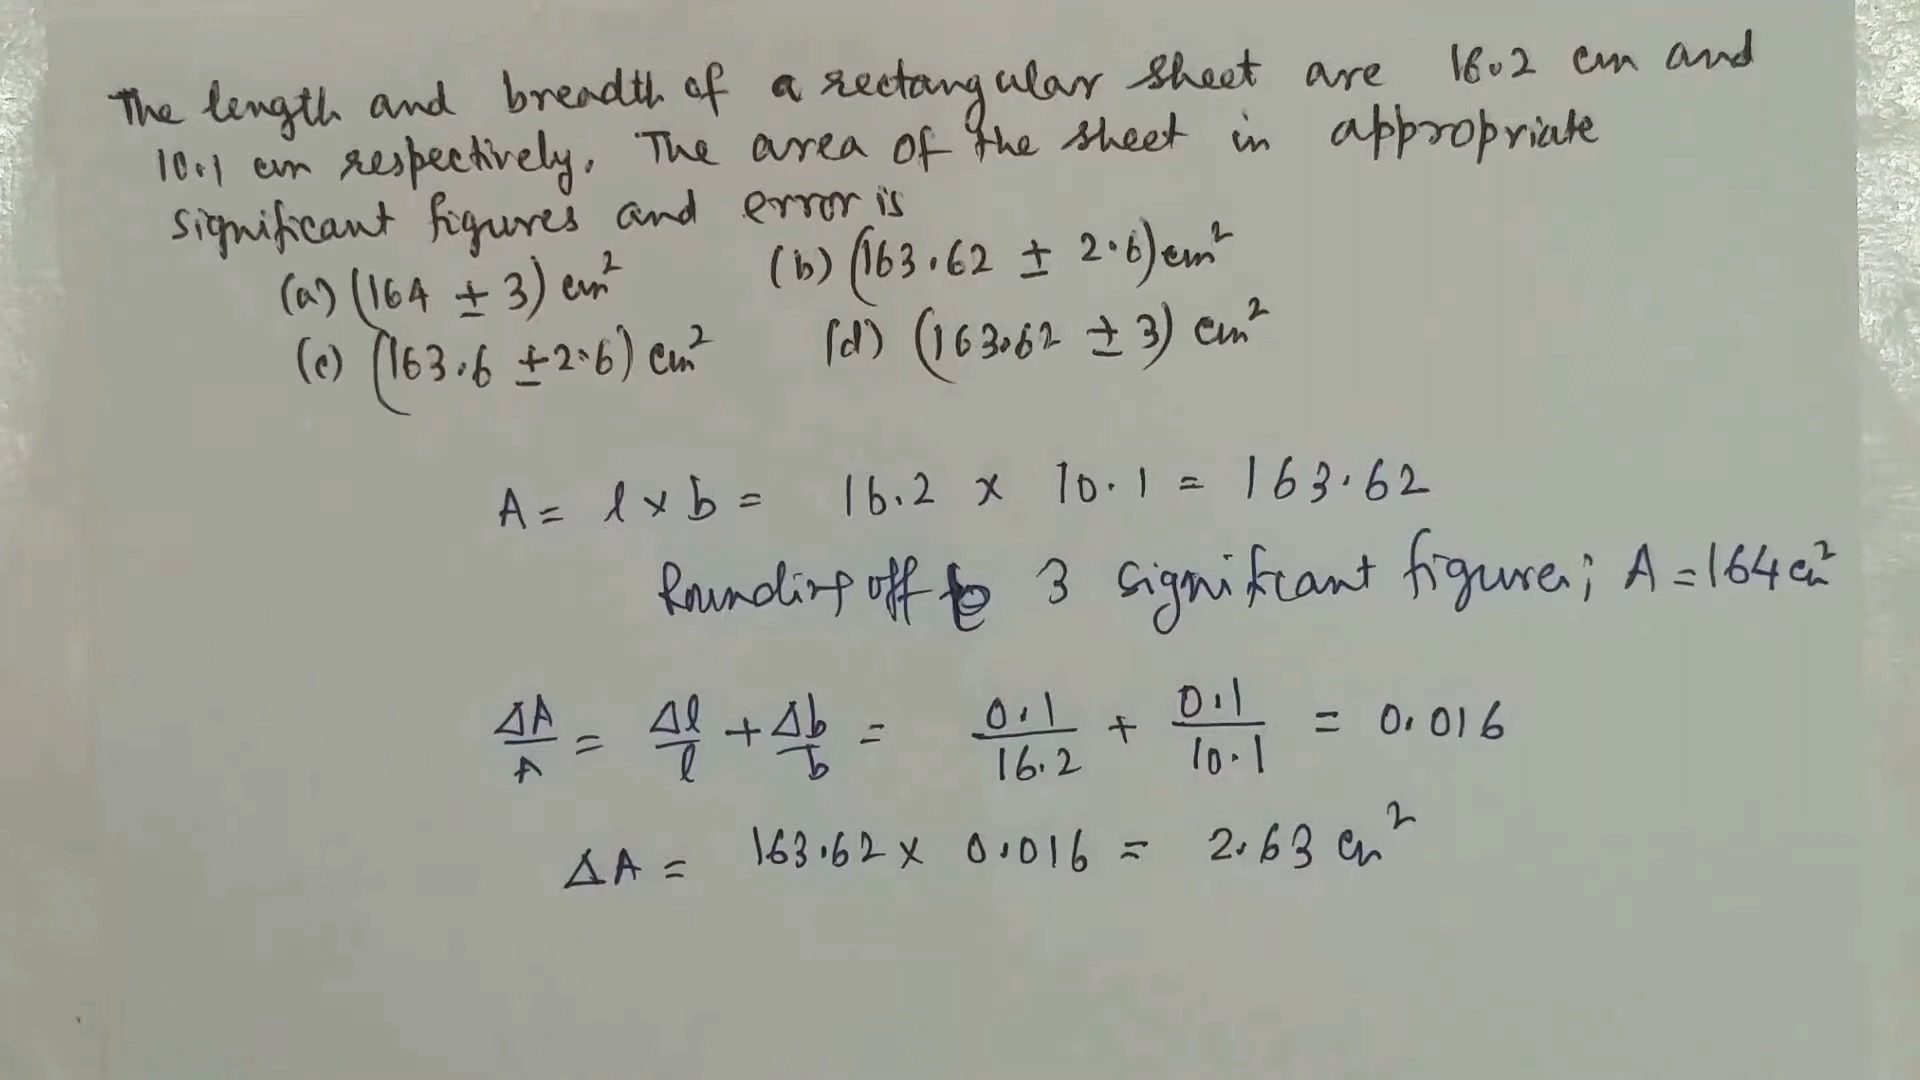 The length and breadth of a rectangular sheet are 16.2 cm and
10.1 cm respectively. The area of the sheet in appropriate
significant figures and error is
(a) (164 ± 3) cm² (b) (163.62 ± 2.6) cm²
(c) (163.6 ± 2.6) cm² (d) (163.62 ± 3) cm²
A = l × b = 16.2 × 10.1 = 163.62
Rounding off to 3 significant figures; A = 164 cm²
ΔA/A = Δl/l + Δb/b = 0.1/16.2 + 0.1/10.1 = 0.016
ΔA = 163.62 × 0.016 = 2.63 cm²